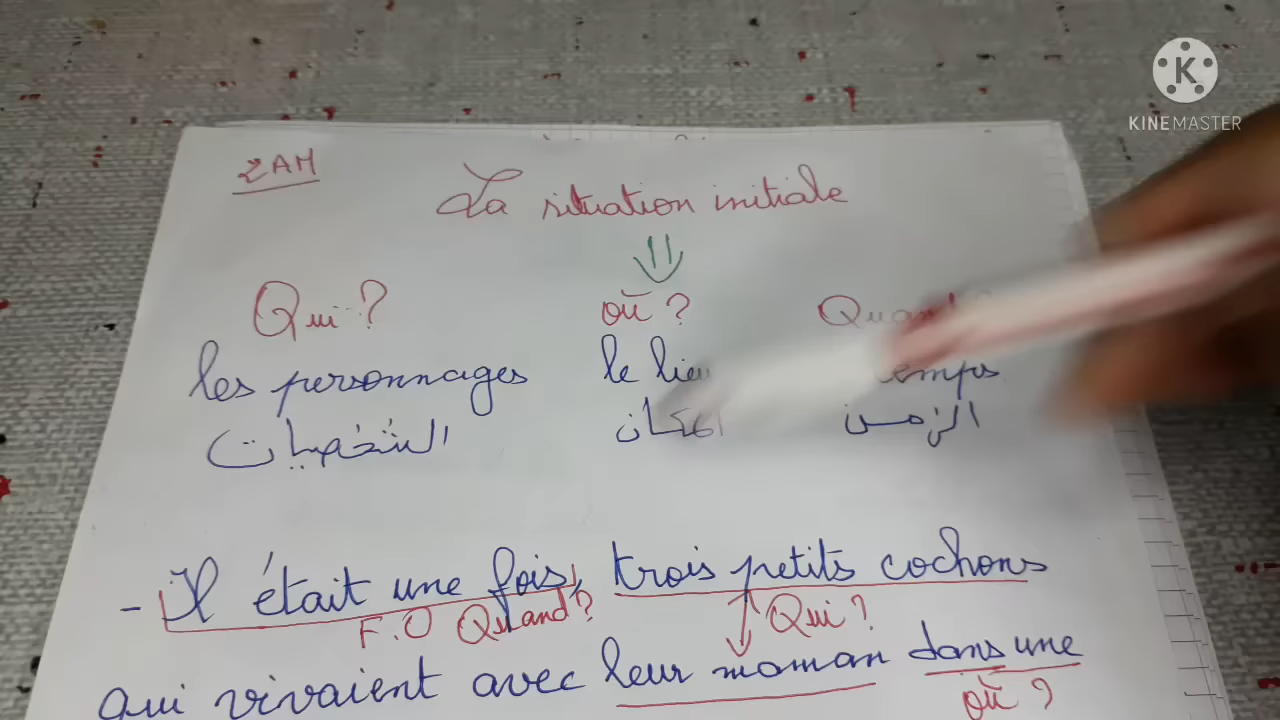 KINEMASTER
2AM
La situation initiale
Qui ? où ?
les personnages le
الشخصيات المكان الزمن
- Il était une fois, trois petits cochons
F.O Quand ? Qui ?
qui vivaient avec leur maman dans une
où ?